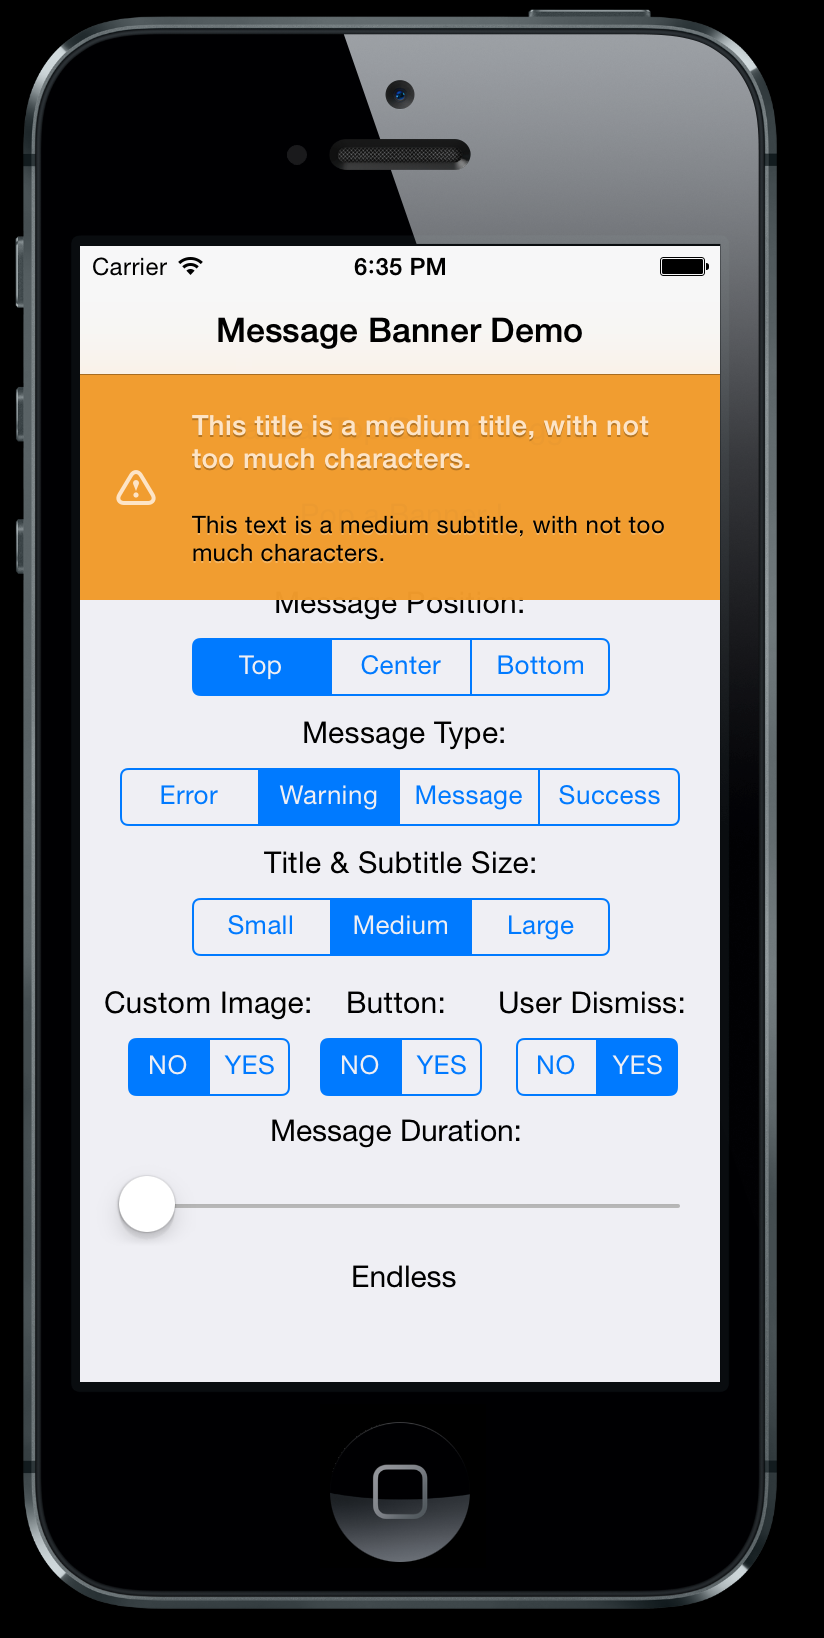 Carrier 6:35 PM
Message Banner Demo
This title is a medium title, with not
too much characters.
This text is a medium subtitle, with not too
much characters.
Message Position:
Top Center Bottom
Message Type:
Error Warning Message Success
Title & Subtitle Size:
Small Medium Large
Custom Image: Button: User Dismiss:
NO YES NO YES NO YES
Message Duration:
Endless